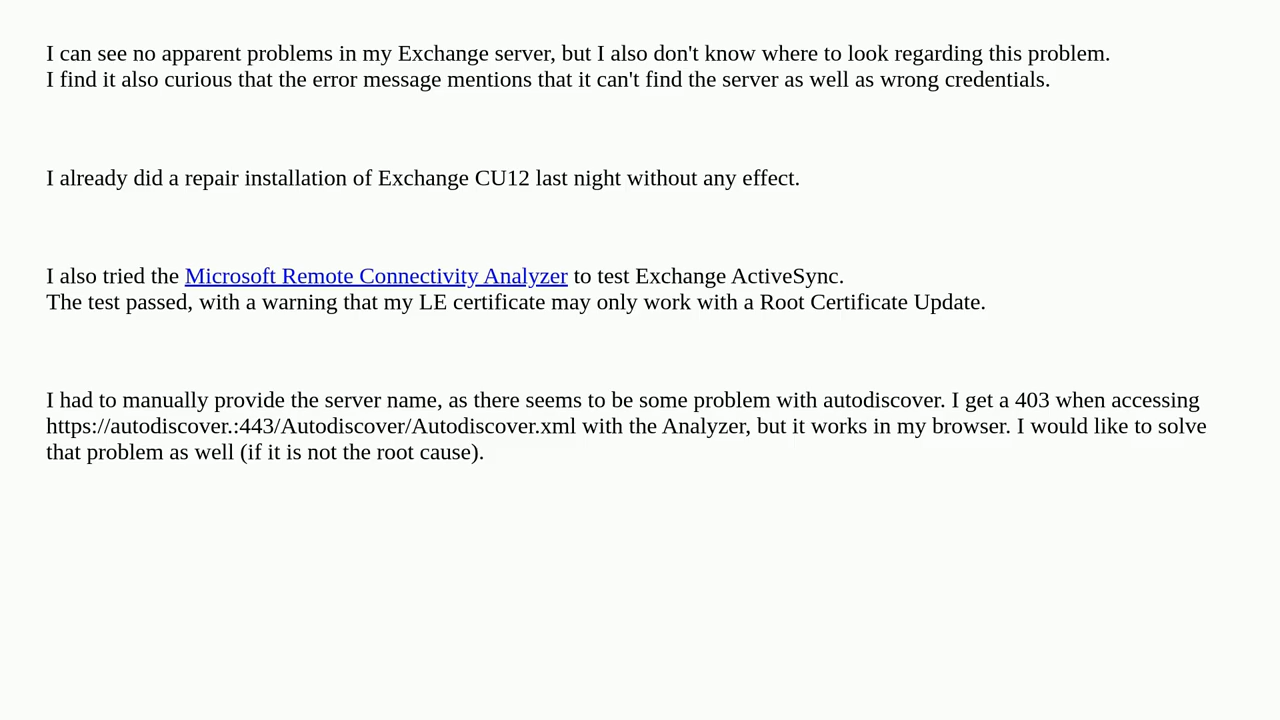 I can see no apparent problems in my Exchange server, but I also don't know where to look regarding this problem.
I find it also curious that the error message mentions that it can't find the server as well as wrong credentials.
I already did a repair installation of Exchange CU12 last night without any effect.
I also tried the Microsoft Remote Connectivity Analyzer to test Exchange ActiveSync.
The test passed, with a warning that my LE certificate may only work with a Root Certificate Update.
I had to manually provide the server name, as there seems to be some problem with autodiscover. I get a 403 when accessing
https://autodiscover.:443/Autodiscover/Autodiscover.xml with the Analyzer, but it works in my browser. I would like to solve
that problem as well (if it is not the root cause).